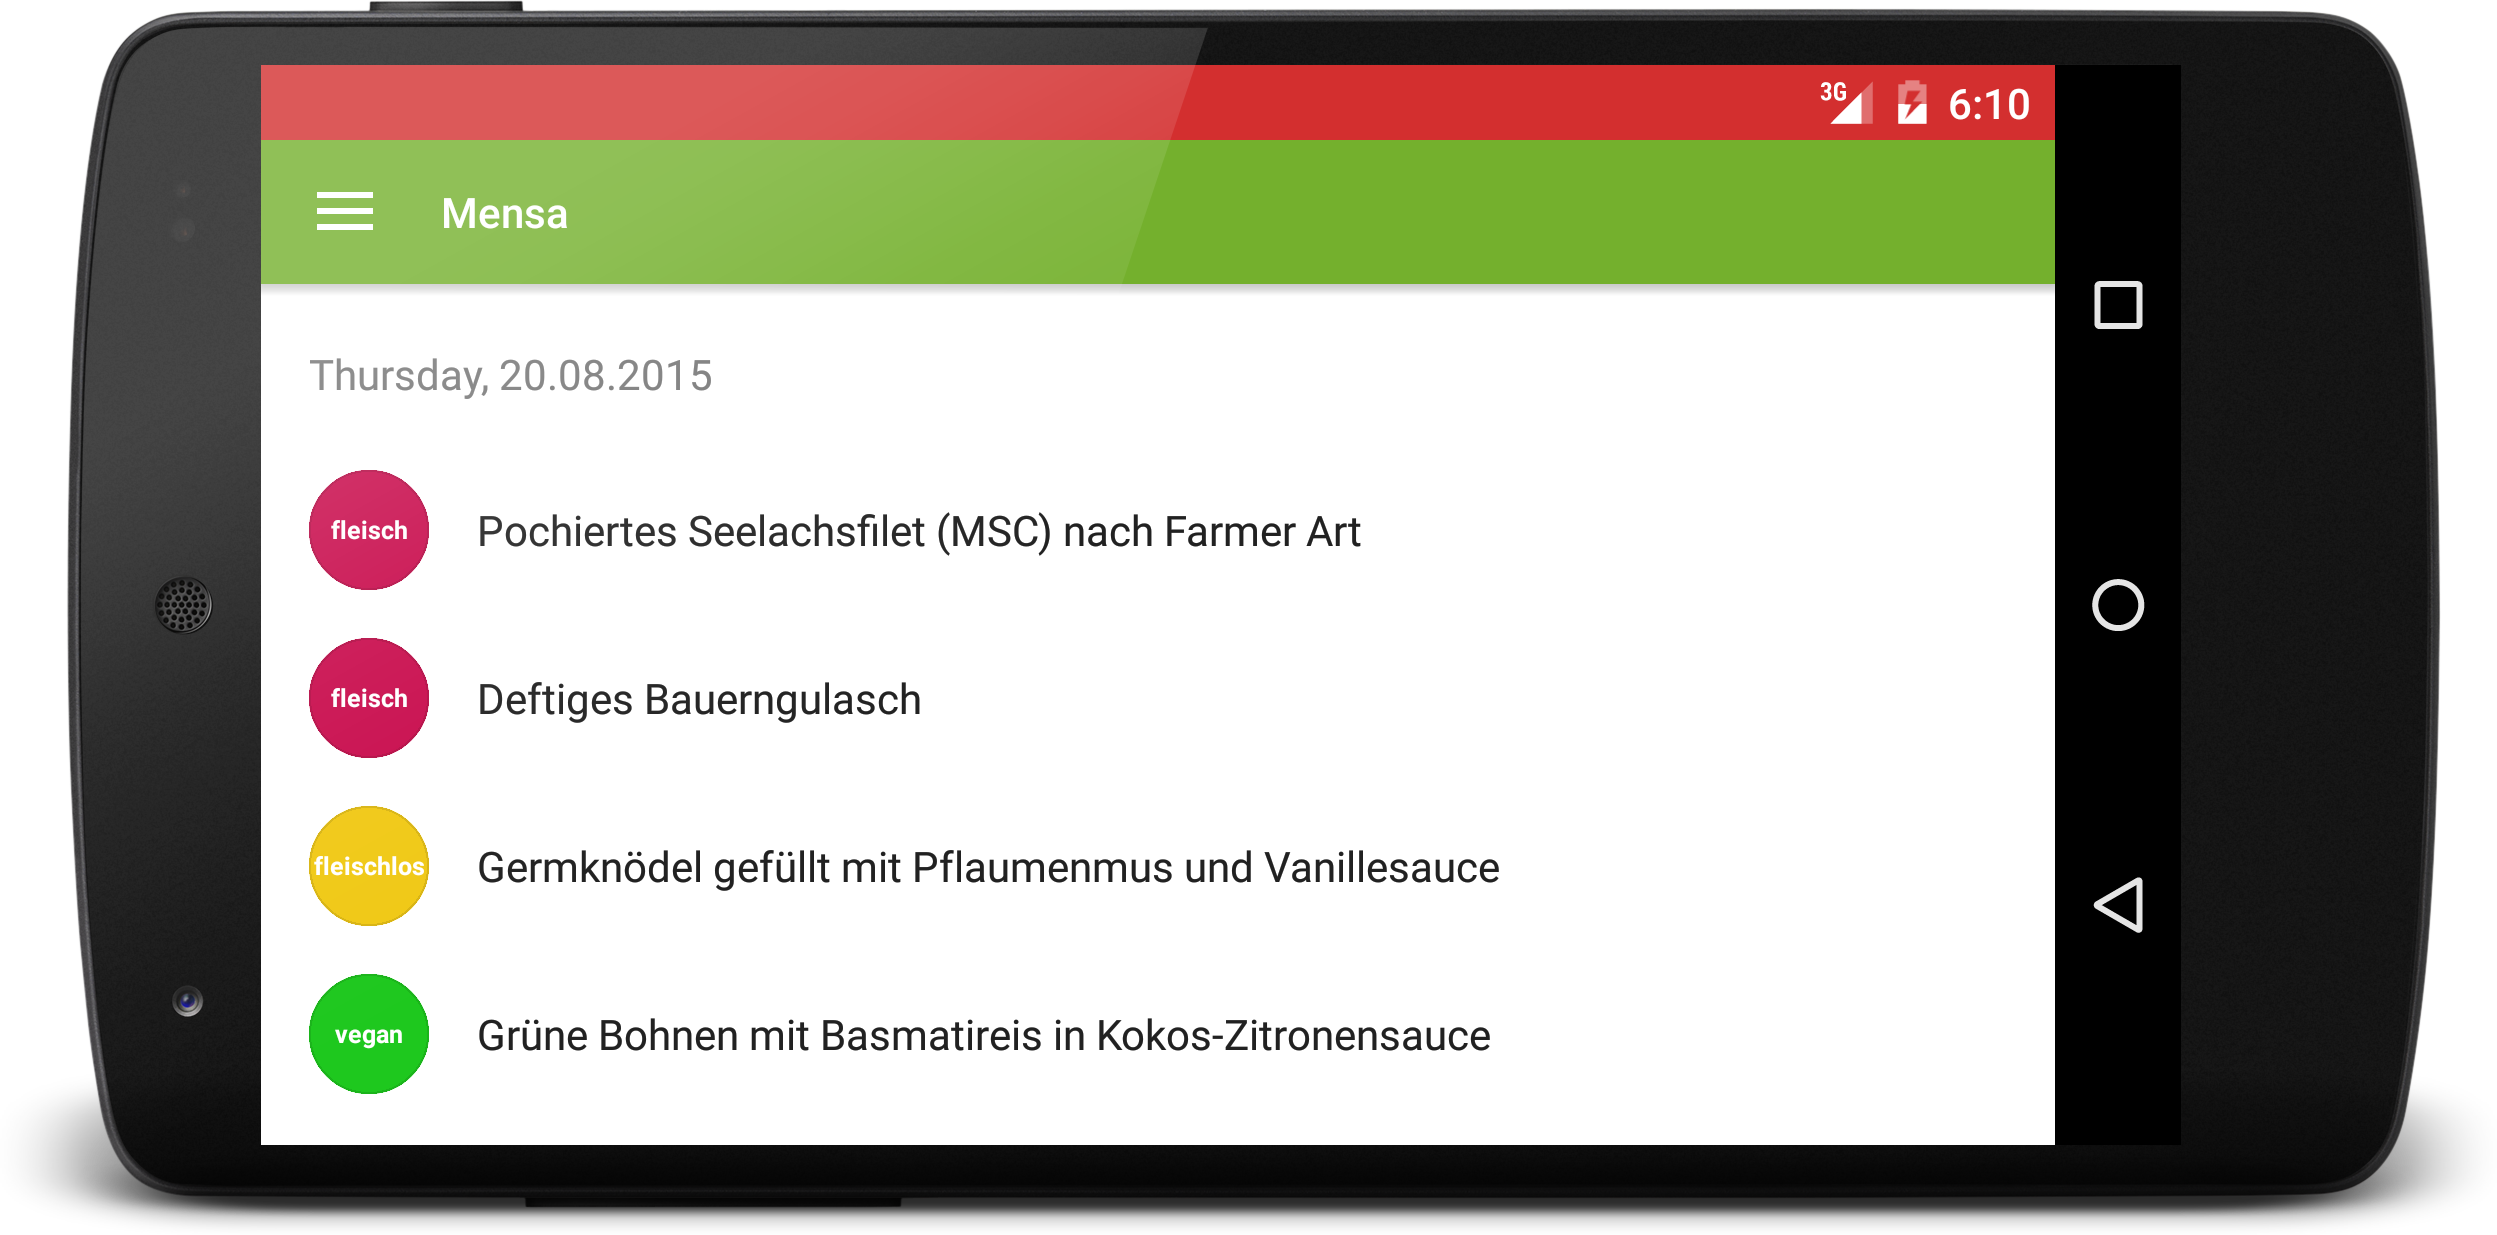 3G 6:10
Mensa
Thursday, 20.08.2015
fleisch Pochiertes Seelachsfilet (MSC) nach Farmer Art
fleisch Deftiges Bauerngulasch
fleischlos Germknödel gefüllt mit Pflaumenmus und Vanillesauce
vegan Grüne Bohnen mit Basmatireis in Kokos-Zitronensauce